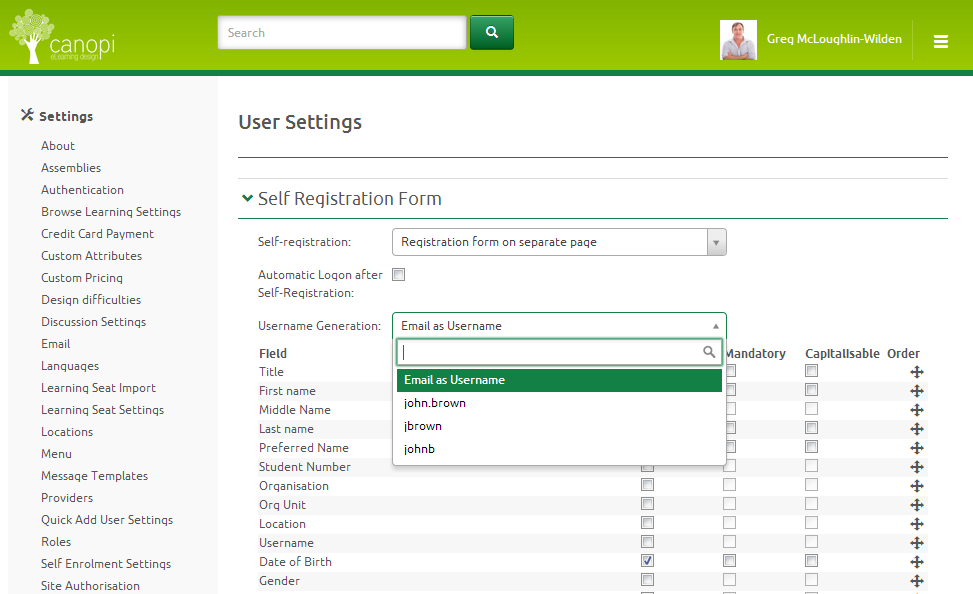 canopi
eLearning design
Search
Greg McLoughlin-Wilden
Settings
About
Assemblies
Authentication
Browse Learning Settings
Credit Card Payment
Custom Attributes
Custom Pricing
Design difficulties
Discussion Settings
Email
Languages
Learning Seat Import
Learning Seat Settings
Locations
Menu
Message Templates
Providers
Quick Add User Settings
Roles
Self Enrolment Settings
Site Authorisation
User Settings
Self Registration Form
Self-registration: Registration form on separate page
Automatic Logon after
Self-Registration:
Username Generation: Email as Username
Email as Username
john.brown
jbrown
johnb
Field Mandatory Capitalisable Order
Title
First name
Middle Name
Last name
Preferred Name
Student Number
Organisation
Org Unit
Location
Username
Date of Birth
Gender